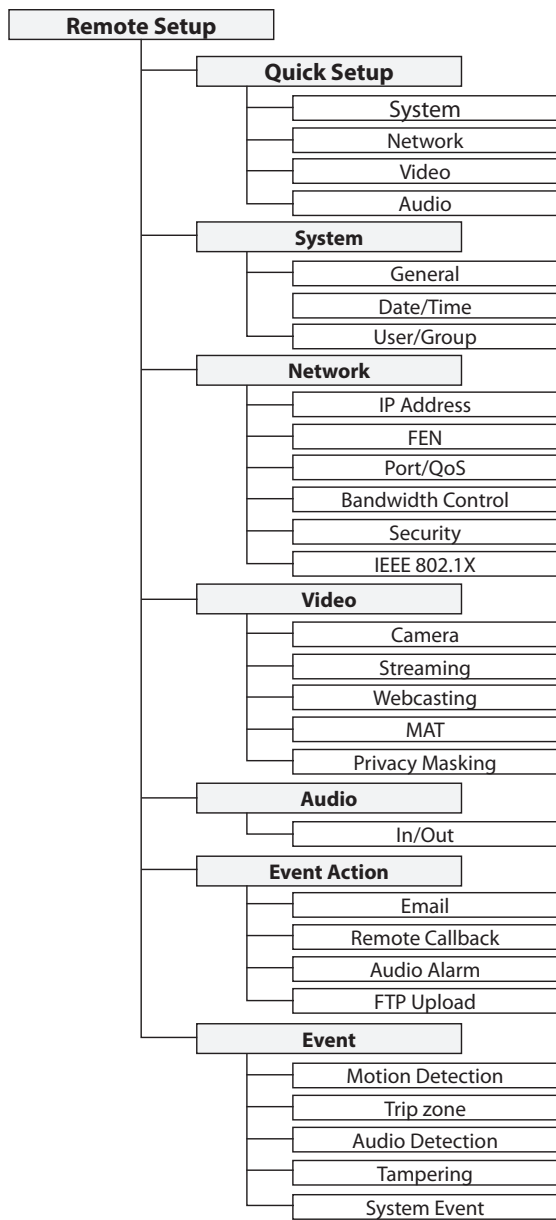 Remote Setup
Quick Setup
System
Network
Video
Audio
System
General
Date/Time
User/Group
Network
IP Address
FEN
Port/QoS
Bandwidth Control
Security
IEEE 802.1X
Video
Camera
Streaming
Webcasting
MAT
Privacy Masking
Audio
In/Out
Event Action
Email
Remote Callback
Audio Alarm
FTP Upload
Event
Motion Detection
Trip zone
Audio Detection
Tampering
System Event